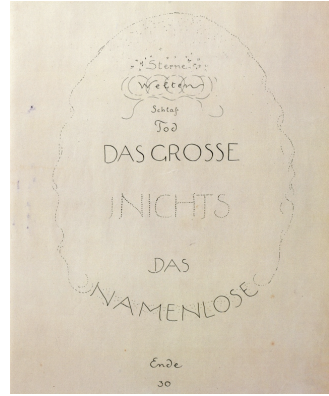 Sterne
Welten
Schlaf
Tod
DAS GROSSE
NICHTS
DAS
NAMENLOSE
Ende
30